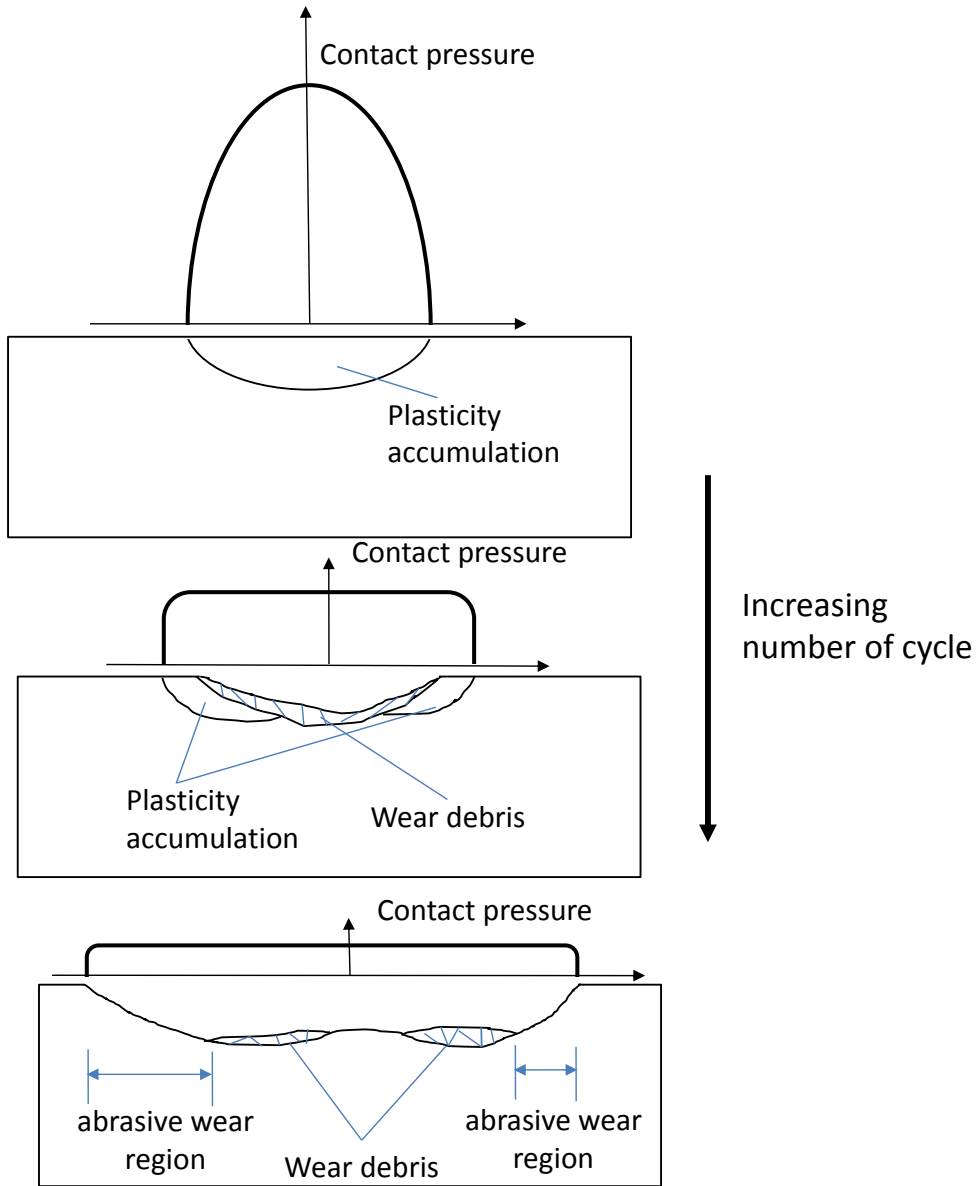 Contact pressure
Plasticity
accumulation
Contact pressure
Increasing
number of cycle
Plasticity
accumulation
Wear debris
Contact pressure
abrasive wear
region
Wear debris
abrasive wear
region